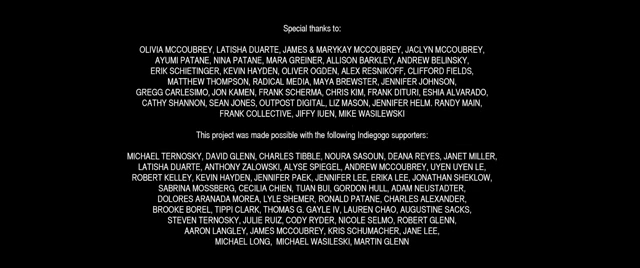 Special thanks to:
OLIVIA MCCOUBREY, LATISHA DUARTE, JAMES & MARYKAY MCCOUBREY, JACLYN MCCOUBREY,
AYUMI PATANE, NINA PATANE, MARA GREINER, ALLISON BARKLEY, ANDREW BELINSKY,
ERIK SCHIETINGER, KEVIN HAYDEN, OLIVER OGDEN, ALEX RESNIKOFF, CLIFFORD FIELDS,
MATTHEW THOMPSON, RADICAL MEDIA, MAYA BREWSTER, JENNIFER JOHNSON,
GREGG CARLESIMO, JON KAMEN, FRANK SCHERMA, CHRIS KIM, FRANK DITURI, ESHIA ALVARADO,
CATHY SHANNON, SEAN JONES, OUTPOST DIGITAL, LIZ MASON, JENNIFER HELM. RANDY MAIN,
FRANK COLLECTIVE, JIFFY IUEN, MIKE WASILEWSKI
This project was made possible with the following Indiegogo supporters:
MICHAEL TERNOSKY, DAVID GLENN, CHARLES TIBBLE, NOURA SASOUN, DEANA REYES, JANET MILLER,
LATISHA DUARTE, ANTHONY ZALOWSKI, ALYSE SPIEGEL, ANDREW MCCOUBREY, UYEN UYEN LE,
ROBERT KELLEY, KEVIN HAYDEN, JENNIFER PAEK, JENNIFER LEE, ERIKA LEE, JONATHAN SHEKLOW,
SABRINA MOSSBERG, CECILIA CHIEN, TUAN BUI, GORDON HULL, ADAM NEUSTADTER,
DOLORES ARANADA MOREA, LYLE SHEMER, RONALD PATANE, CHARLES ALEXANDER,
BROOKE BOREL, TIPPI CLARK, THOMAS G. GAYLE IV, LAUREN CHAO, AUGUSTINE SACKS,
STEVEN TERNOSKY, JULIE RUIZ, CODY RYDER, NICOLE SELMO, ROBERT GLENN,
AARON LANGLEY, JAMES MCCOUBREY, KRIS SCHUMACHER, JANE LEE,
MICHAEL LONG, MICHAEL WASILESKI, MARTIN GLENN